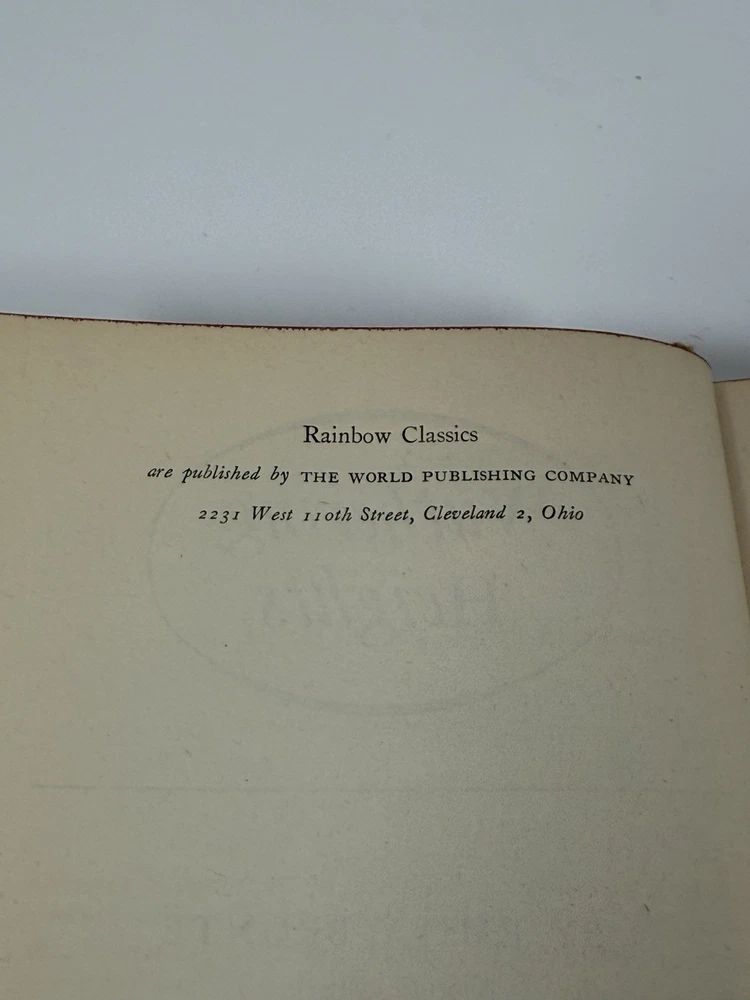 Rainbow Classics
are published by THE WORLD PUBLISHING COMPANY
2231 West 110th Street, Cleveland 2, Ohio